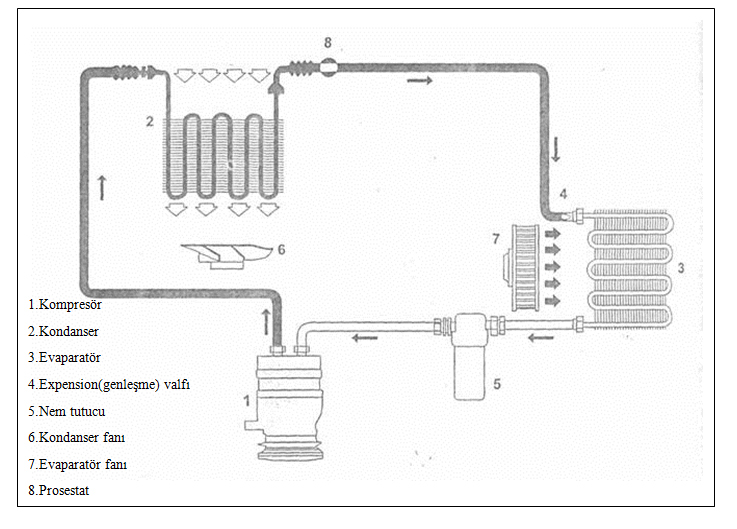 8
2
4
7
3
6
5
1
1.Kompresör
2.Kondanser
3.Evaparatör
4.Expension(genleşme) valfı
5.Nem tutucu
6.Kondanser fanı
7.Evaparatör fanı
8.Prosestat